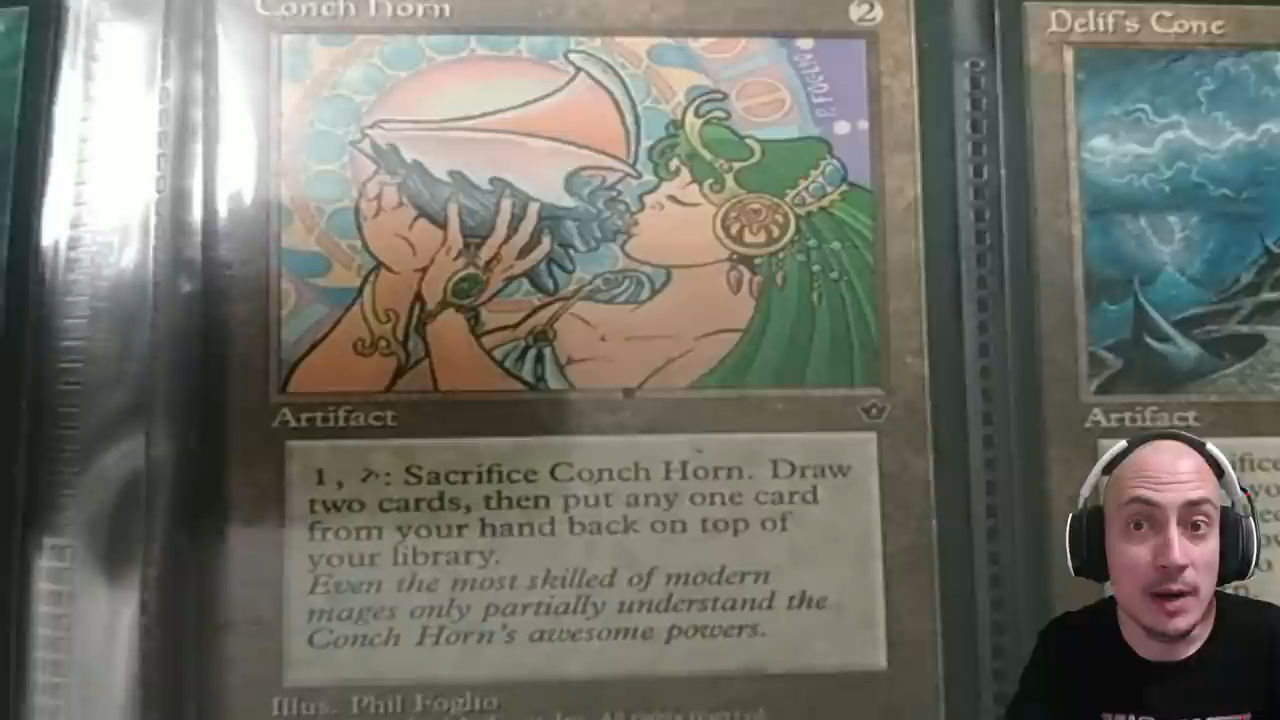 Conch Horn
2
P. FOGLIO
Artifact
1, : Sacrifice Conch Horn. Draw
two cards, then put any one card
from your hand back on top of
your library.
Even the most skilled of modern
mages only partially understand the
Conch Horn's awesome powers.
Illus. Phil Foglio
Delif's Cone
Artifact